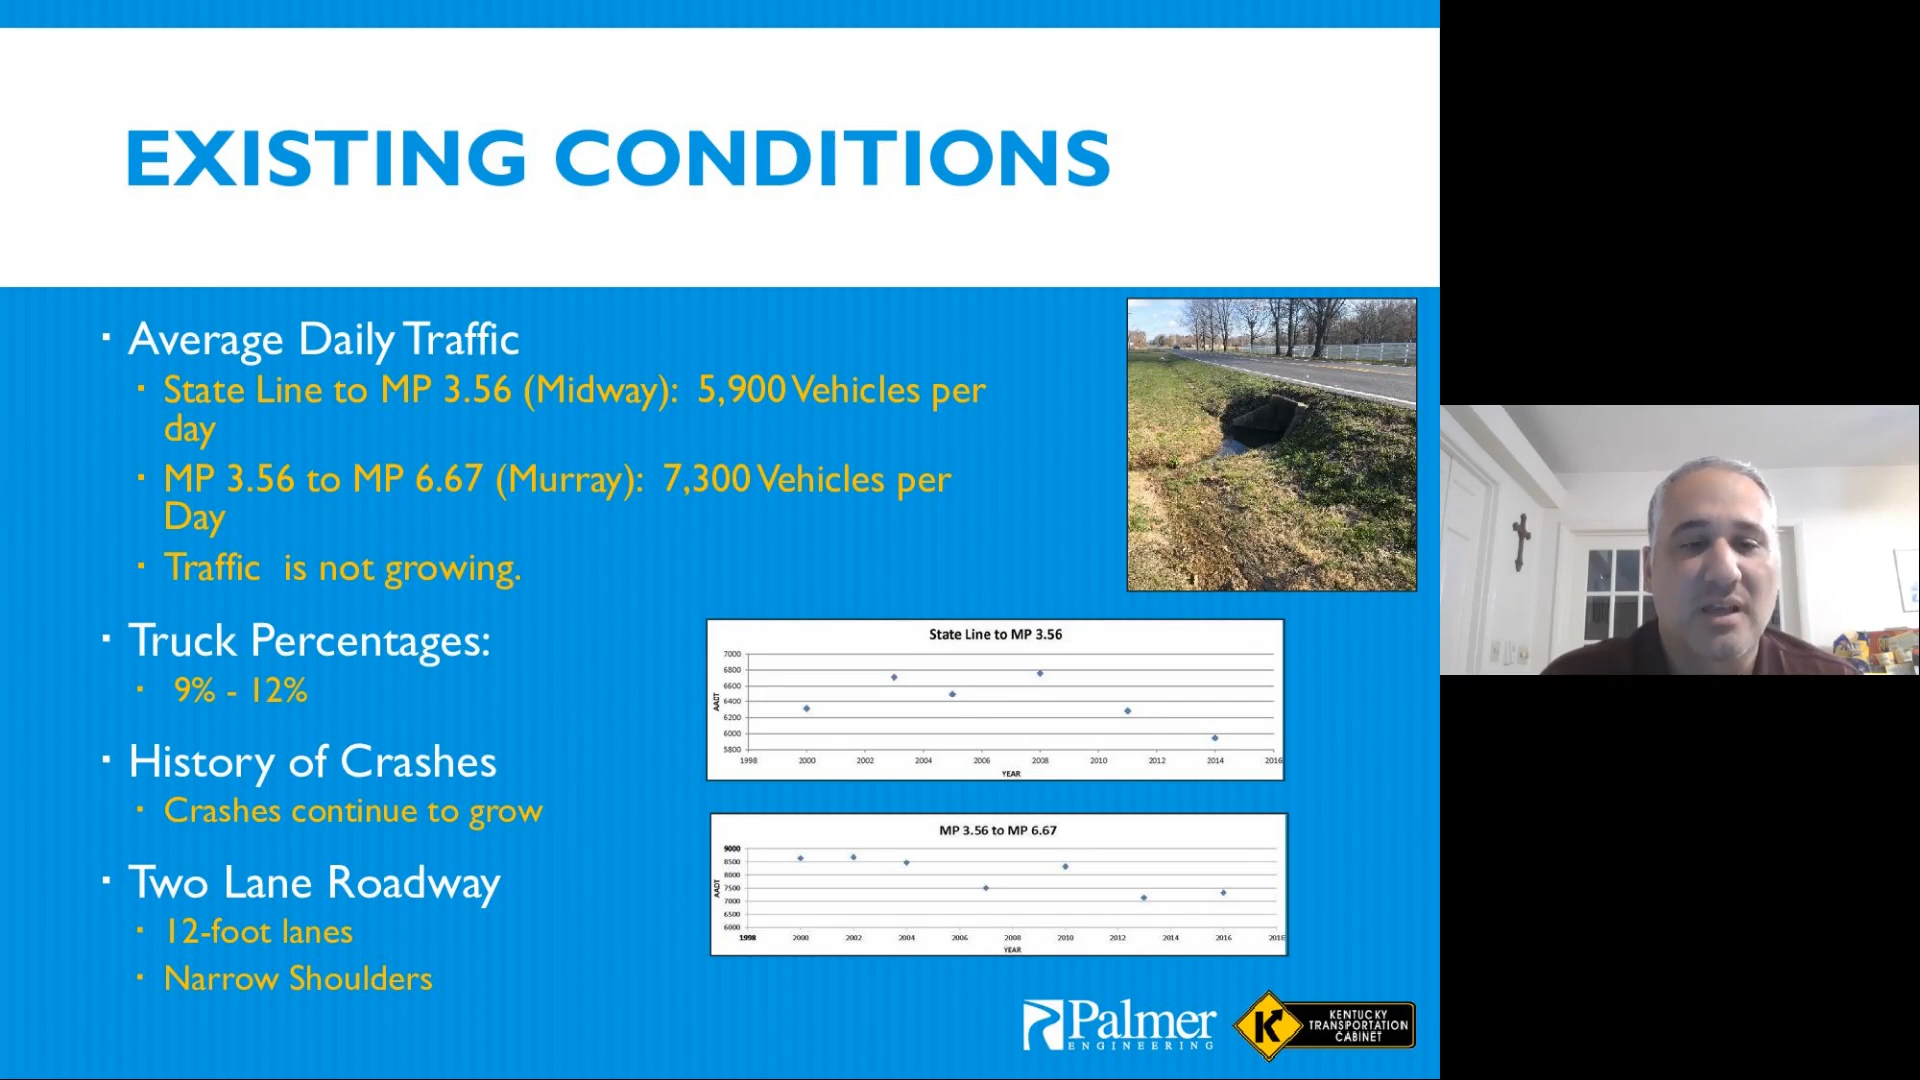 EXISTING CONDITIONS
Average Daily Traffic
State Line to MP 3.56 (Midway): 5,900 Vehicles per
day
MP 3.56 to MP 6.67 (Murray): 7,300 Vehicles per
Day
Traffic is not growing.
Truck Percentages:
9% - 12%
History of Crashes
Crashes continue to grow
Two Lane Roadway
12-foot lanes
Narrow Shoulders
State Line to MP 3.56
7000
6800
6600
6400
6200
6000
5800
AADT
1998 2000 2002 2004 2006 2008 2010 2012 2014 2016
YEAR
MP 3.56 to MP 6.67
9000
8500
8000
7500
7000
6500
6000
AADT
1998 2000 2002 2004 2006 2008 2010 2012 2014 2016 2018
YEAR
Palmer
ENGINEERING
KENTUCKY
TRANSPORTATION
CABINET